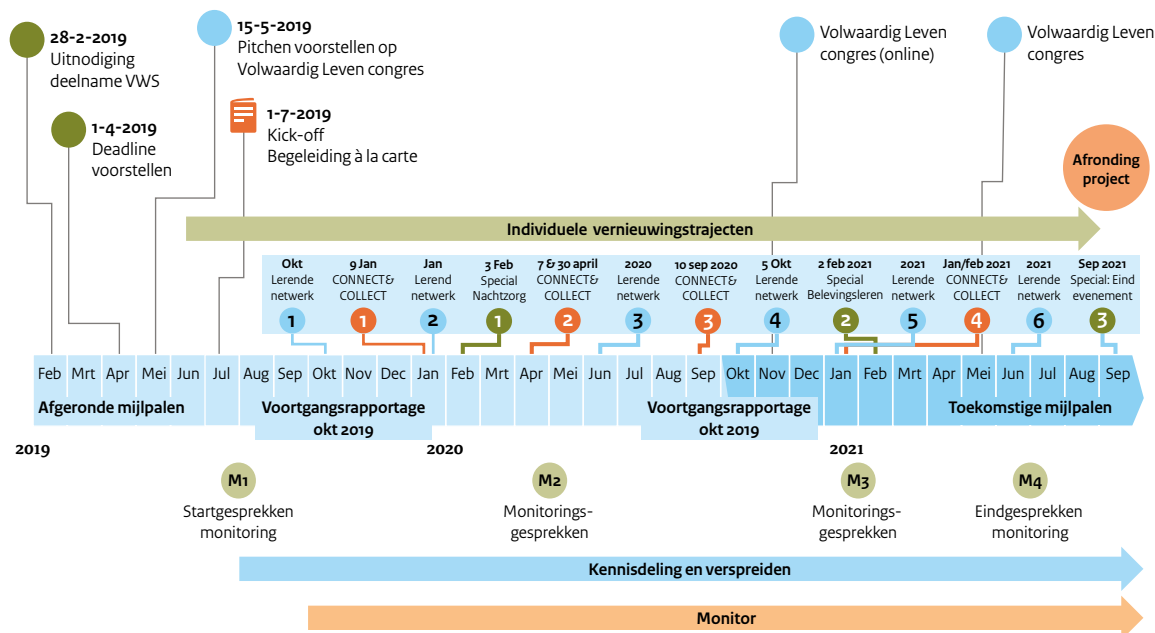 28-2-2019
Uitnodiging
deelname VWS
15-5-2019
Pitchen voorstellen op
Volwaardig Leven congres
Volwaardig Leven
congres (online)
Volwaardig Leven
congres
1-4-2019
Deadline
voorstellen
1-7-2019
Kick-off
Begeleiding à la carte
Afronding
project
Individuele vernieuwingstrajecten
Okt
Lerende
netwerk
1
9 Jan
CONNECT&
COLLECT
1
Jan
Lerend
netwerk
2
3 Feb
Special
Nachtzorg
1
7 & 30 april
CONNECT&
COLLECT
2
2020
Lerende
netwerk
3
10 sep 2020
CONNECT&
COLLECT
3
5 Okt
Lerende
netwerk
4
2 feb 2021
Special
Belevingsleren
2
2021
Lerende
netwerk
5
Jan/feb 2021
CONNECT&
COLLECT
4
2021
Lerende
netwerk
6
Sep 2021
Special: Eind
evenement
3
Feb Mrt Apr Mei Jun Jul Aug Sep Okt Nov Dec Jan Feb Mrt Apr Mei Jun Jul Aug Sep Okt Nov Dec Jan Feb Mrt Apr Mei Jun Jul Aug Sep
Afgeronde mijlpalen
Voortgangsrapportage
okt 2019
Voortgangsrapportage
okt 2019
Toekomstige mijlpalen
2019
2020
2021
M1
Startgesprekken
monitoring
M2
Monitorings-
gesprekken
M3
Monitorings-
gesprekken
M4
Eindgesprekken
monitoring
Kennisdeling en verspreiden
Monitor